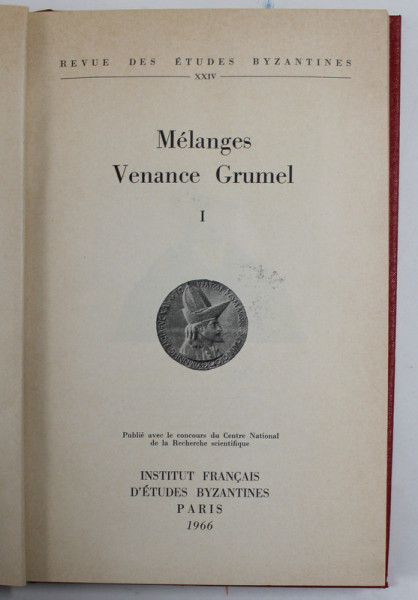 REVUE DES ÉTUDES BYZANTINES
XXIV
Mélanges
Venance Grumel
I
Publié avec le concours du Centre National
de la Recherche scientifique
INSTITUT FRANÇAIS
D'ÉTUDES BYZANTINES
PARIS
1966